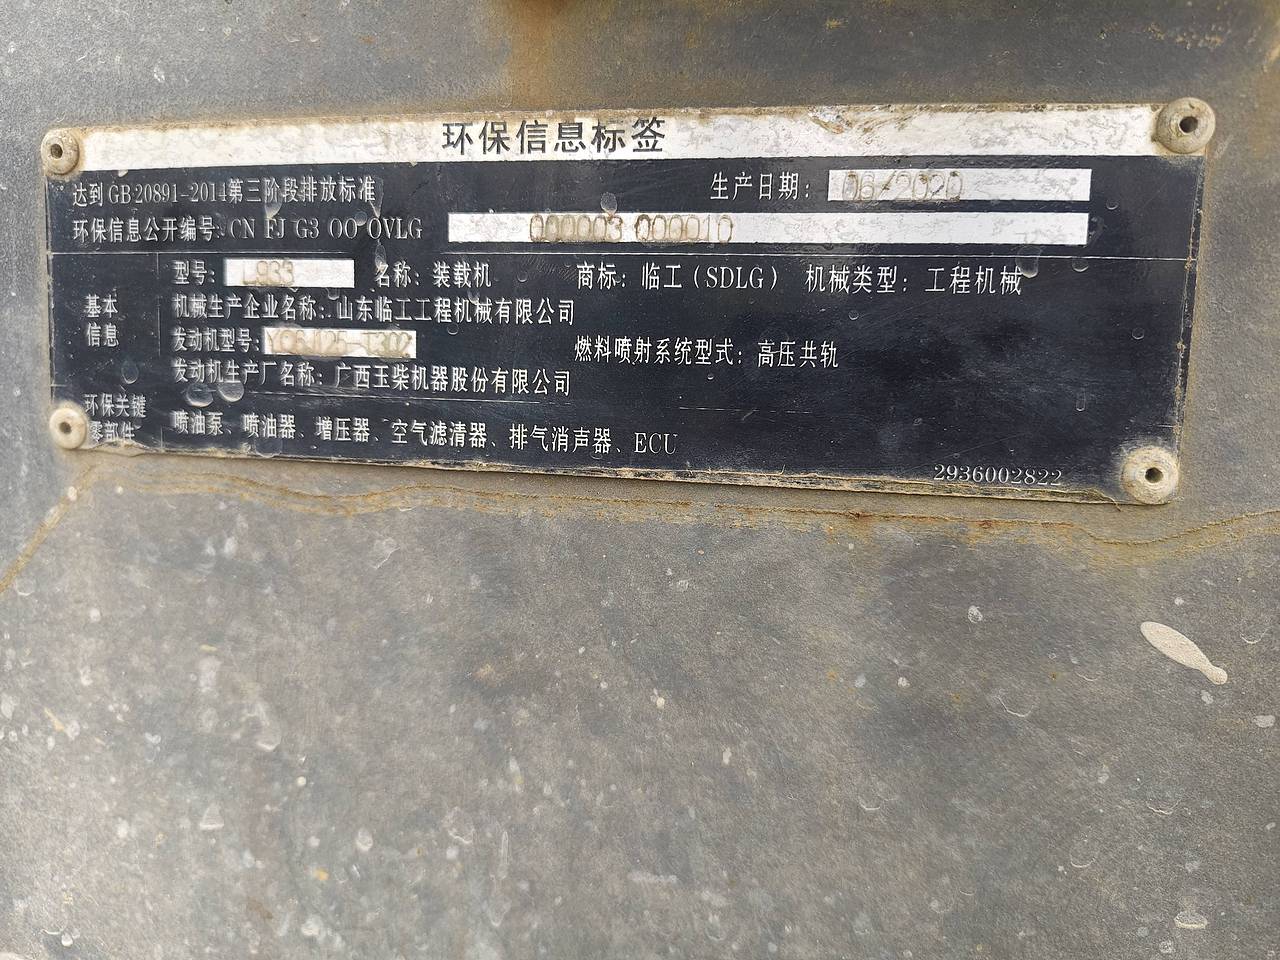 环保信息标签
达到GB20891-2014第三阶段排放标准 生产日期：06/2020
环保信息公开编号：CN FJ G3 OO OVLG 000003 000010
基本信息
型号：L933 名称：装载机 商标：临工（SDLG） 机械类型：工程机械
机械生产企业名称：山东临工工程机械有限公司
发动机型号：YC6J125-T302 燃料喷射系统型式：高压共轨
发动机生产厂名称：广西玉柴机器股份有限公司
环保关键零部件
喷油泵、喷油器、增压器、空气滤清器、排气消声器、ECU
2936002822